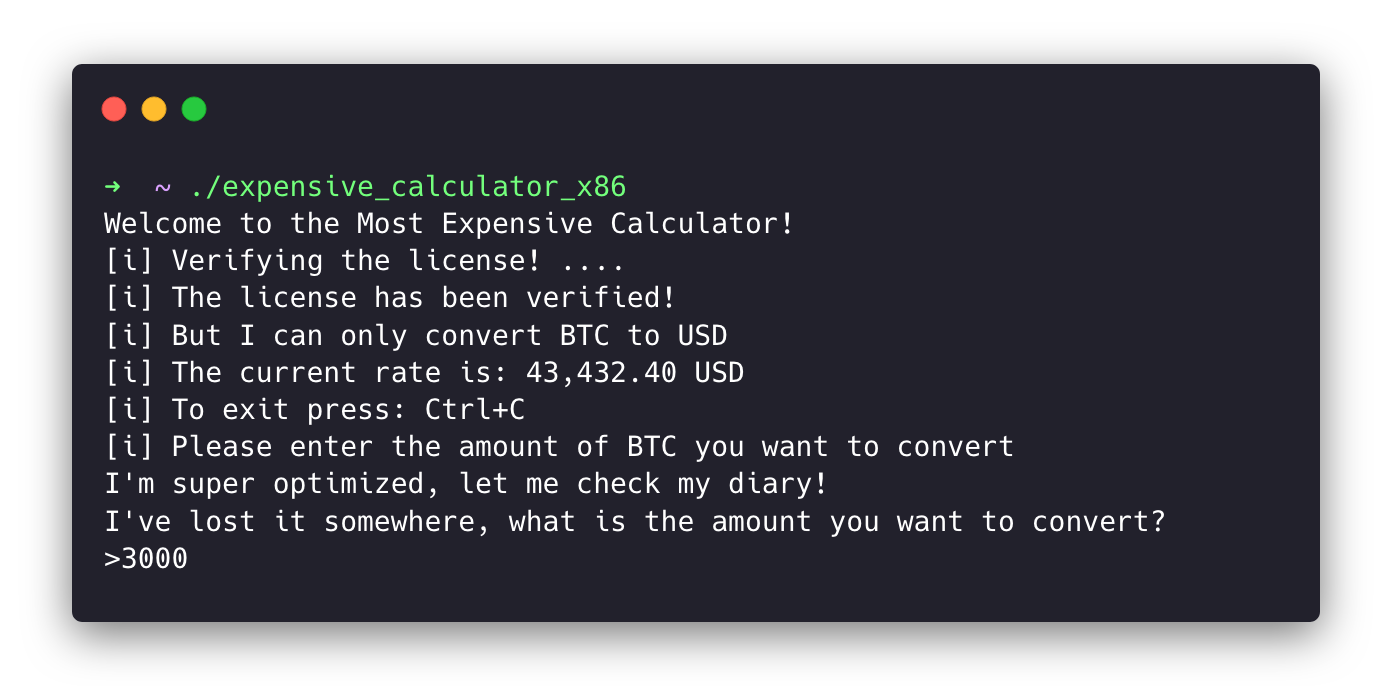 ➜  ~ ./expensive_calculator_x86
Welcome to the Most Expensive Calculator!
[i] Verifying the license! ....
[i] The license has been verified!
[i] But I can only convert BTC to USD
[i] The current rate is: 43,432.40 USD
[i] To exit press: Ctrl+C
[i] Please enter the amount of BTC you want to convert
I'm super optimized, let me check my diary!
I've lost it somewhere, what is the amount you want to convert?
>3000